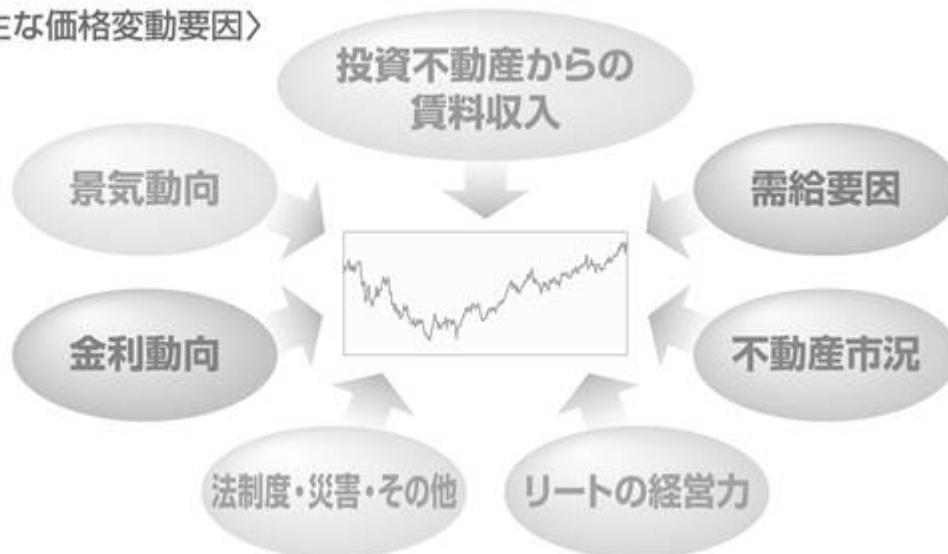 主な価格変動要因〉
投資不動産からの
賃料収入
景気動向
需給要因
金利動向
不動産市況
法制度・災害・その他
リートの経営力